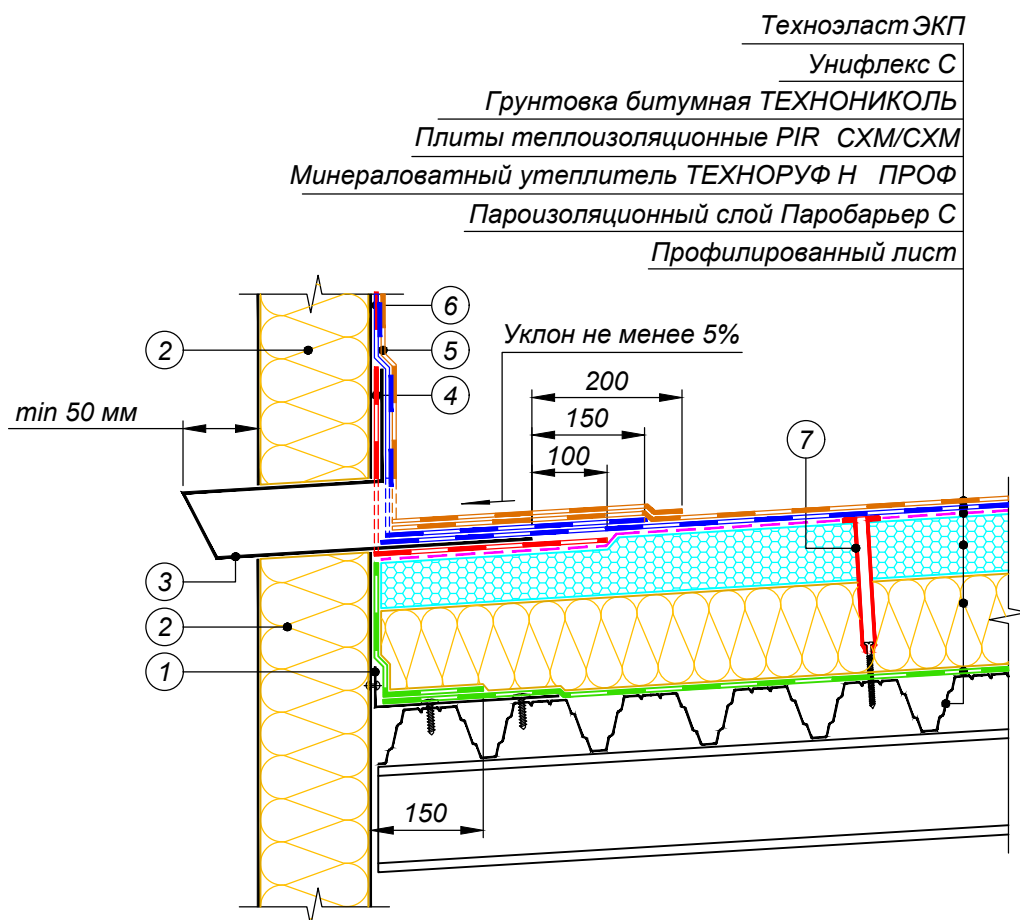 Техноэласт ЭКП
Унифлекс С
Грунтовка битумная ТЕХНОНИКОЛЬ
Плиты теплоизоляционные PIR СХМ/СХМ
Минераловатный утеплитель ТЕХНОРУФ Н ПРОФ
Пароизоляционный слой Паробарьер С
Профилированный лист
6
2
5
Уклон не менее 5%
4
200
min 50 мм
150
7
100
3
2
1
150